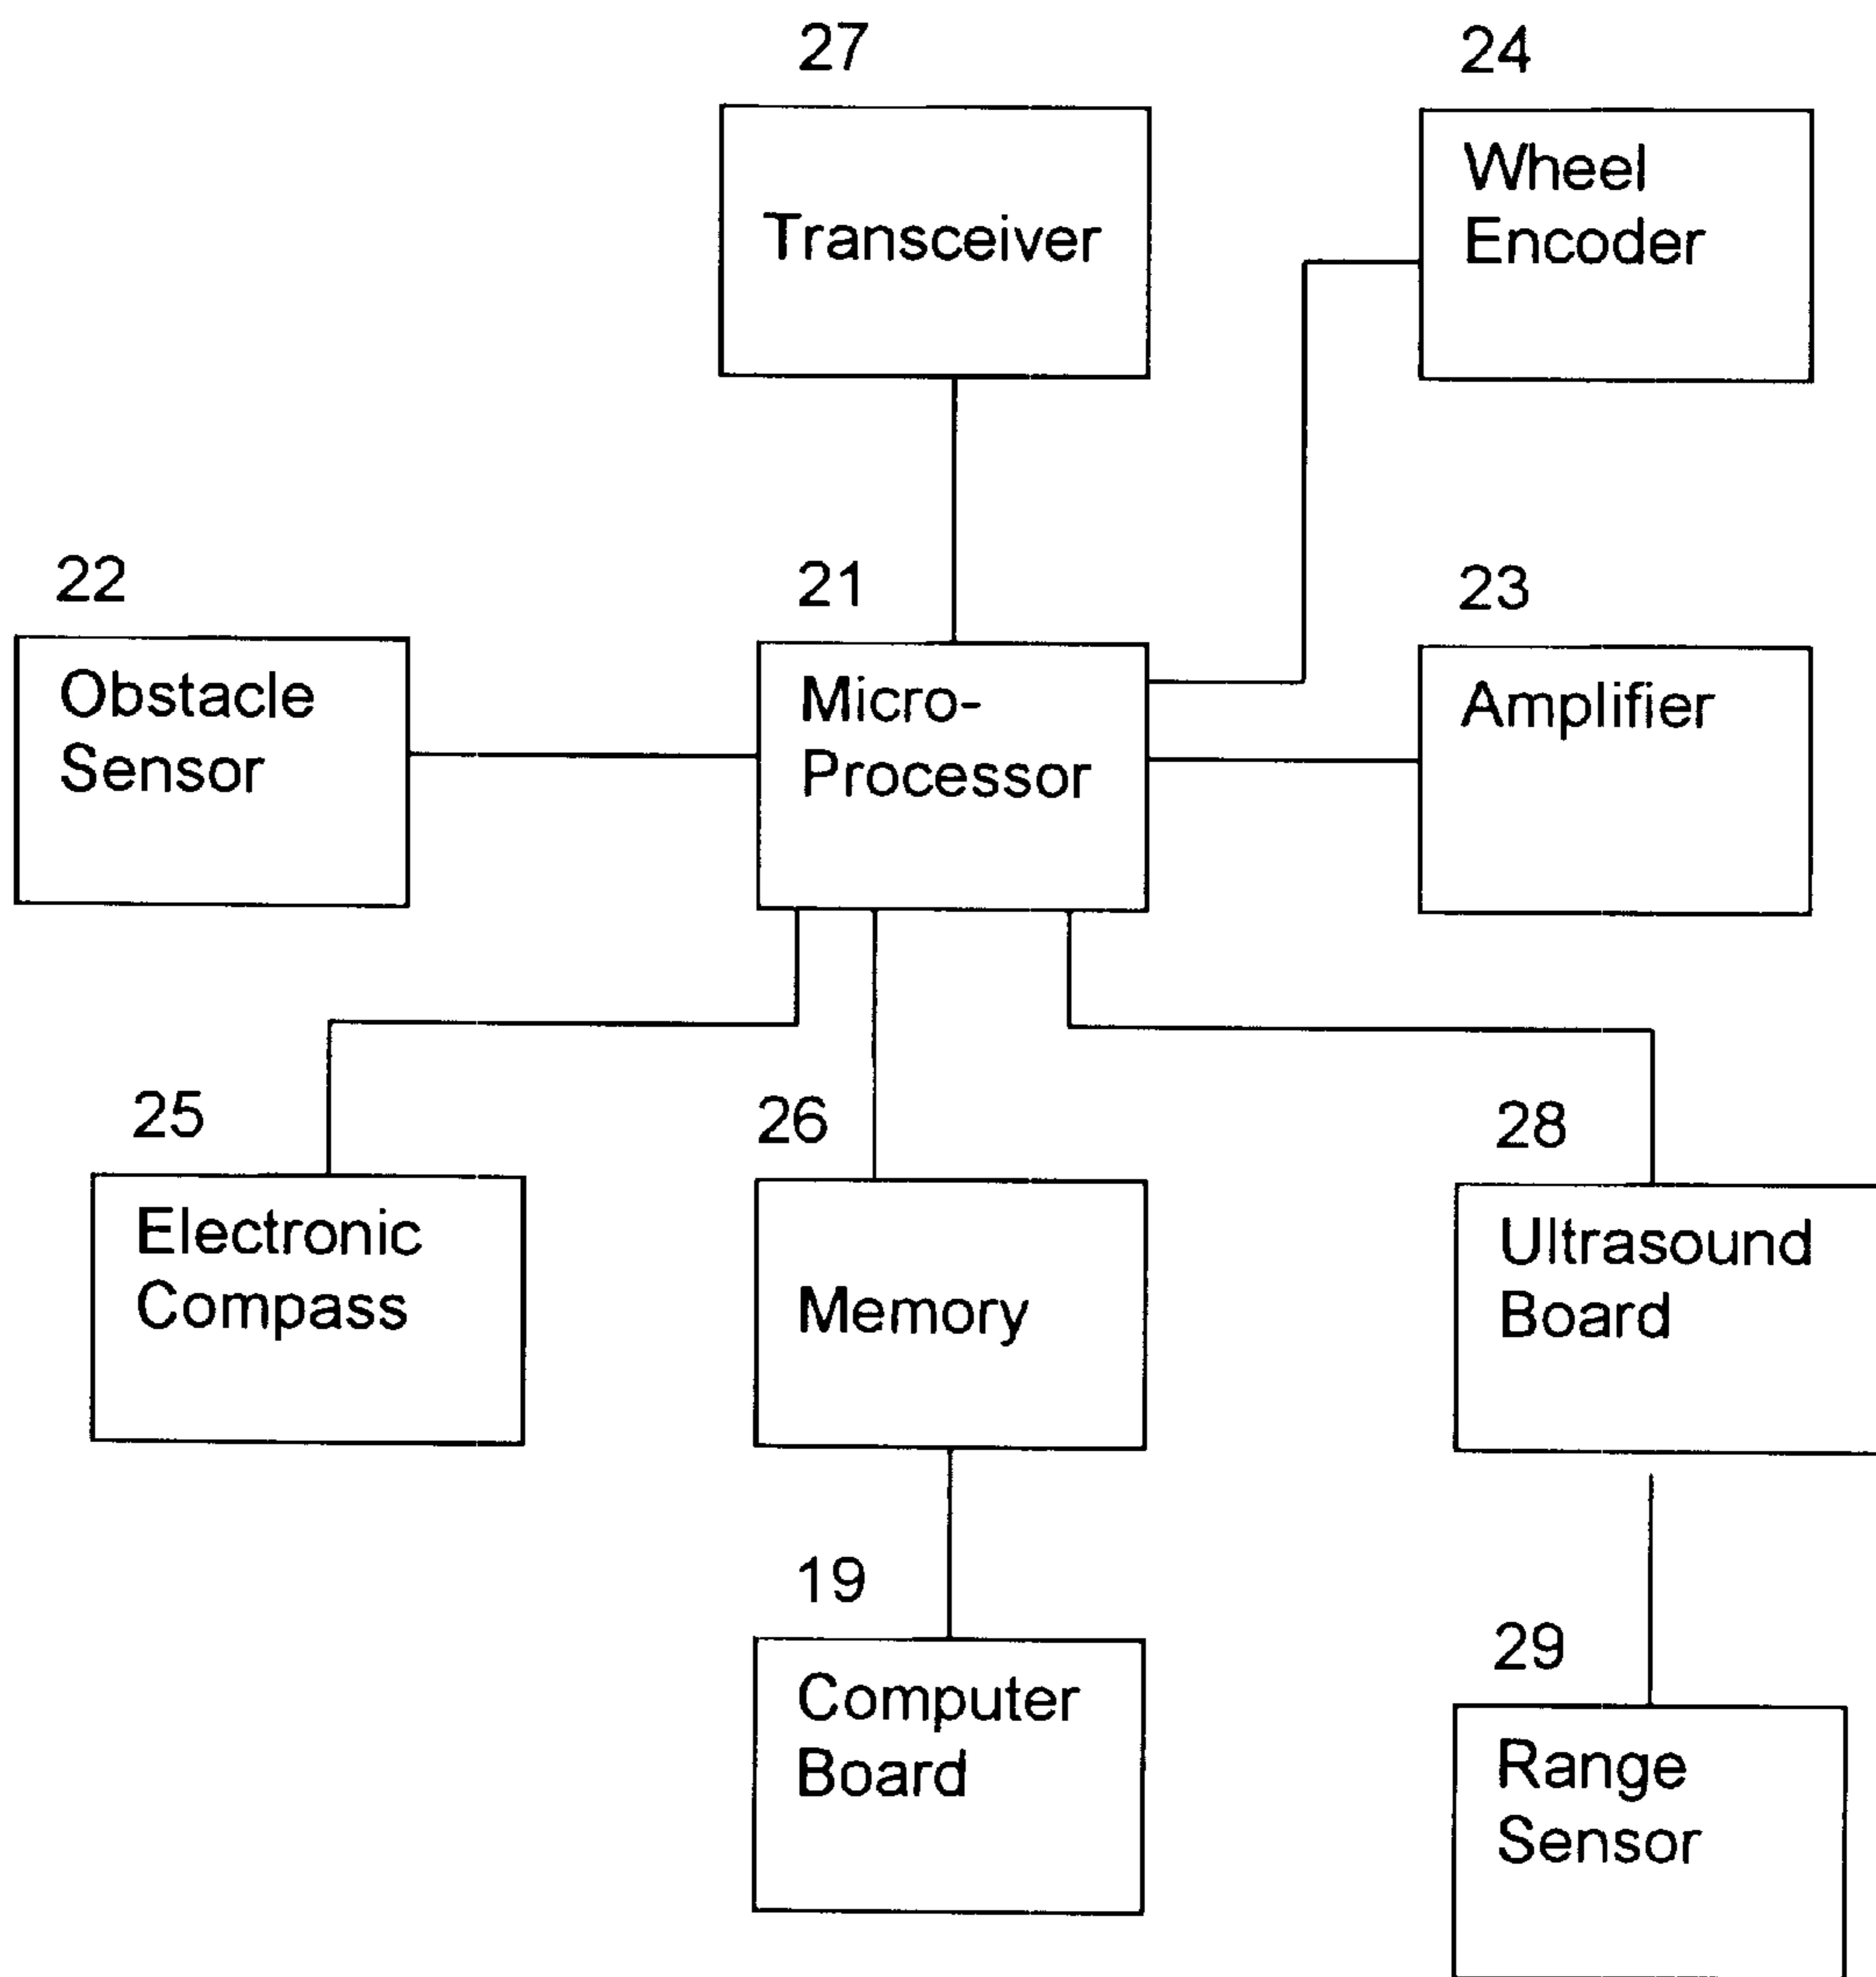 27
Transceiver
24
Wheel
Encoder
22
Obstacle
Sensor
21
Micro-
Processor
23
Amplifier
25
Electronic
Compass
26
Memory
28
Ultrasound
Board
19
Computer
Board
29
Range
Sensor